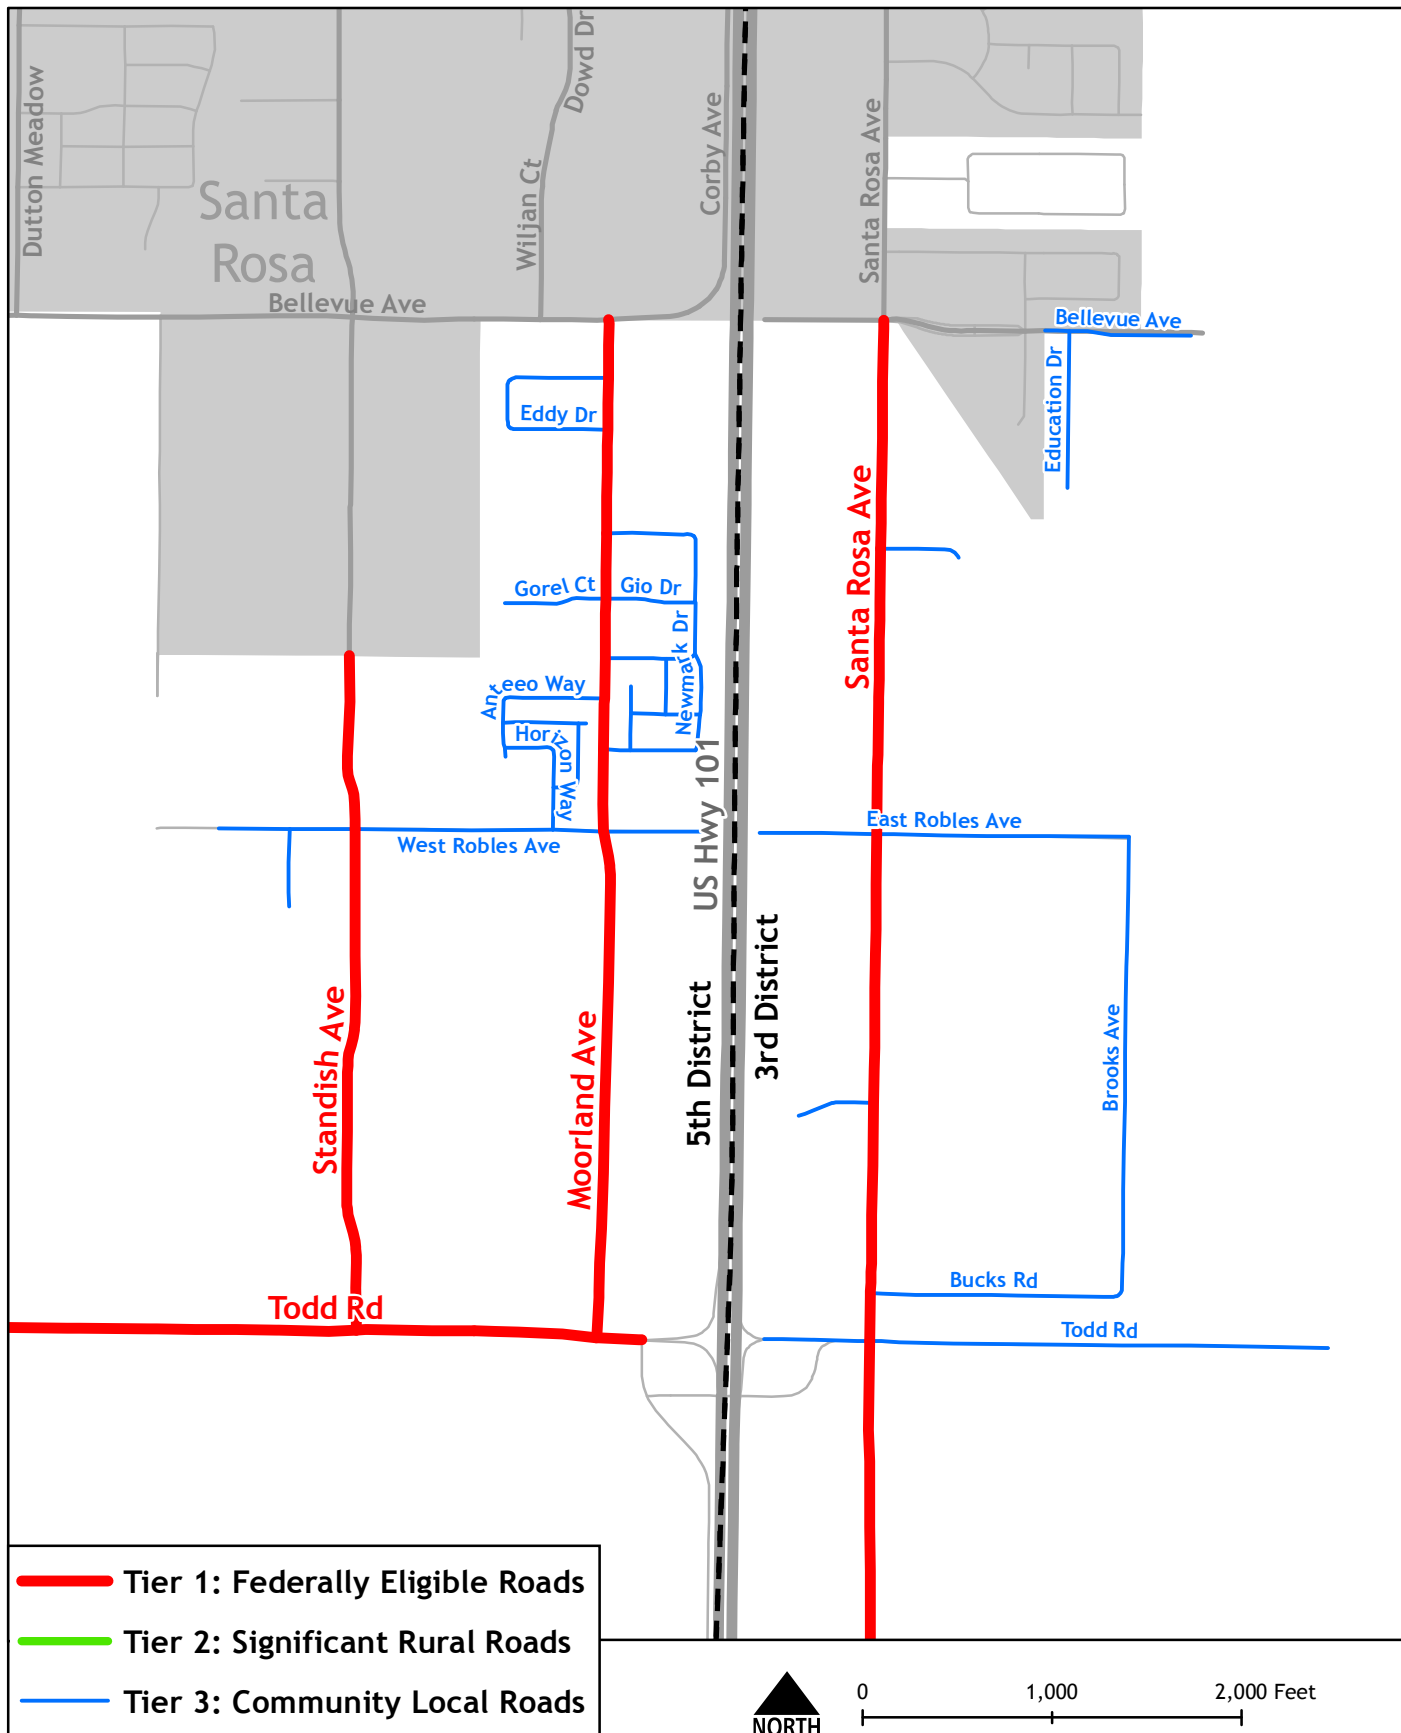 Dutton Meadow
Santa
Rosa
Wiljan Ct
Dowd Dr
Corby Ave
Santa Rosa Ave
Bellevue Ave
Bellevue Ave
Education Dr
Eddy Dr
Santa Rosa Ave
Gorel Ct
Gio Dr
Newmark Dr
Anteeo Way
Horizon Way
US Hwy 101
West Robles Ave
East Robles Ave
5th District
3rd District
Standish Ave
Moorland Ave
Brooks Ave
Bucks Rd
Todd Rd
Todd Rd
Tier 1: Federally Eligible Roads
Tier 2: Significant Rural Roads
Tier 3: Community Local Roads
NORTH
0 1,000 2,000 Feet